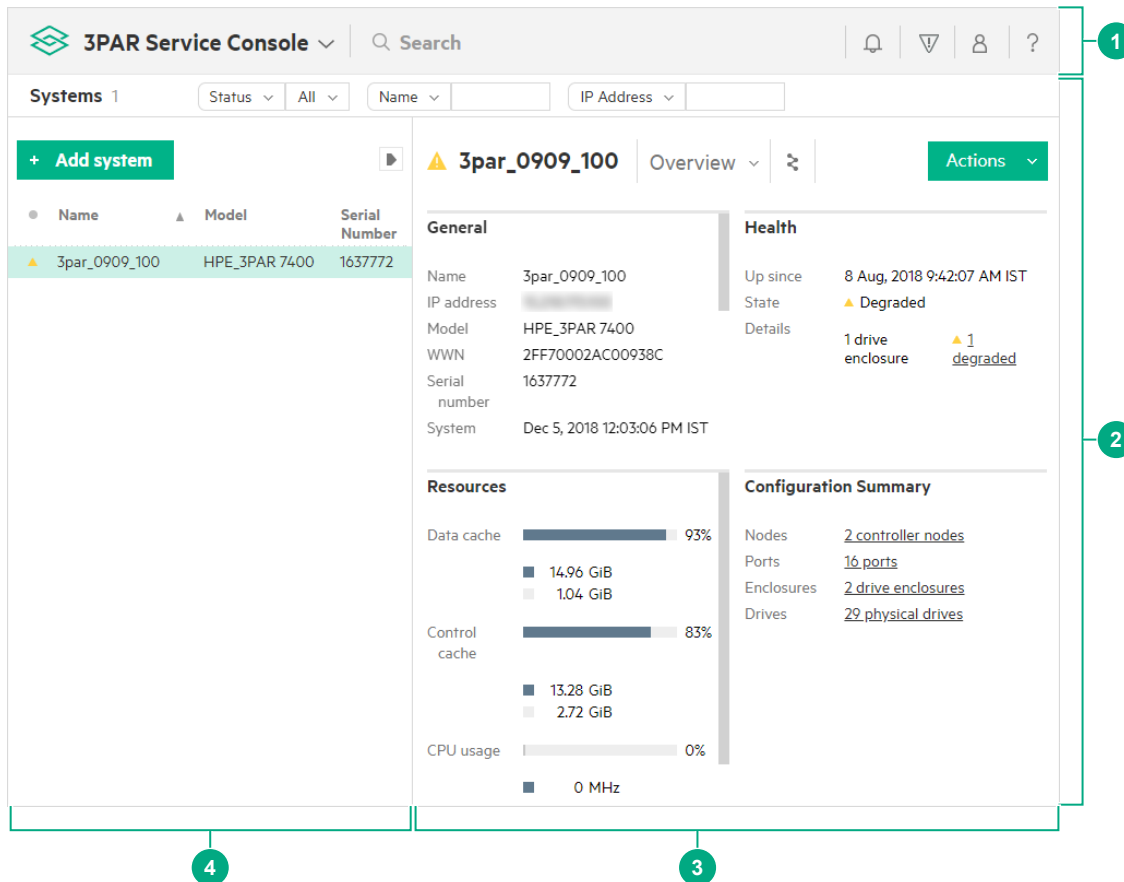 3PAR Service Console Search ?
1
Systems 1 Status All Name IP Address
+ Add system
Name Model Serial Number
3par_0909_100 HPE_3PAR 7400 1637772
3par_0909_100 Overview Actions
General
Name 3par_0909_100
IP address
Model HPE_3PAR 7400
WWN 2FF70002AC00938C
Serial number 1637772
System Dec 5, 2018 12:03:06 PM IST
Health
Up since 8 Aug, 2018 9:42:07 AM IST
State Degraded
Details 1 drive enclosure 1 degraded
2
Resources
Data cache 93%
14.96 GiB
1.04 GiB
Control cache 83%
13.28 GiB
2.72 GiB
CPU usage 0%
0 MHz
Configuration Summary
Nodes 2 controller nodes
Ports 16 ports
Enclosures 2 drive enclosures
Drives 29 physical drives
4
3